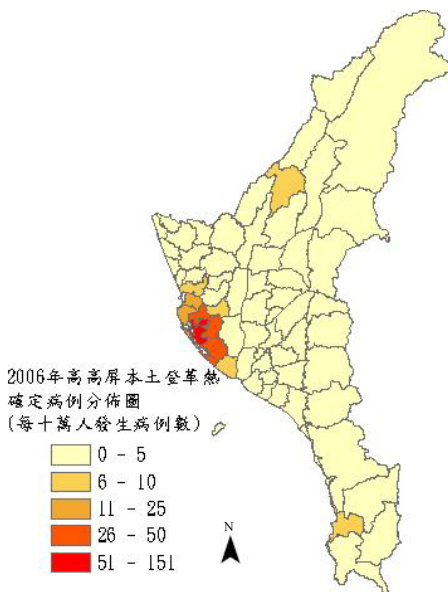 2006年高高屏本土登革熱
確定病例分佈圖
(每十萬人發生病例數)
0 - 5
6 - 10
11 - 25
26 - 50
51 - 151
N